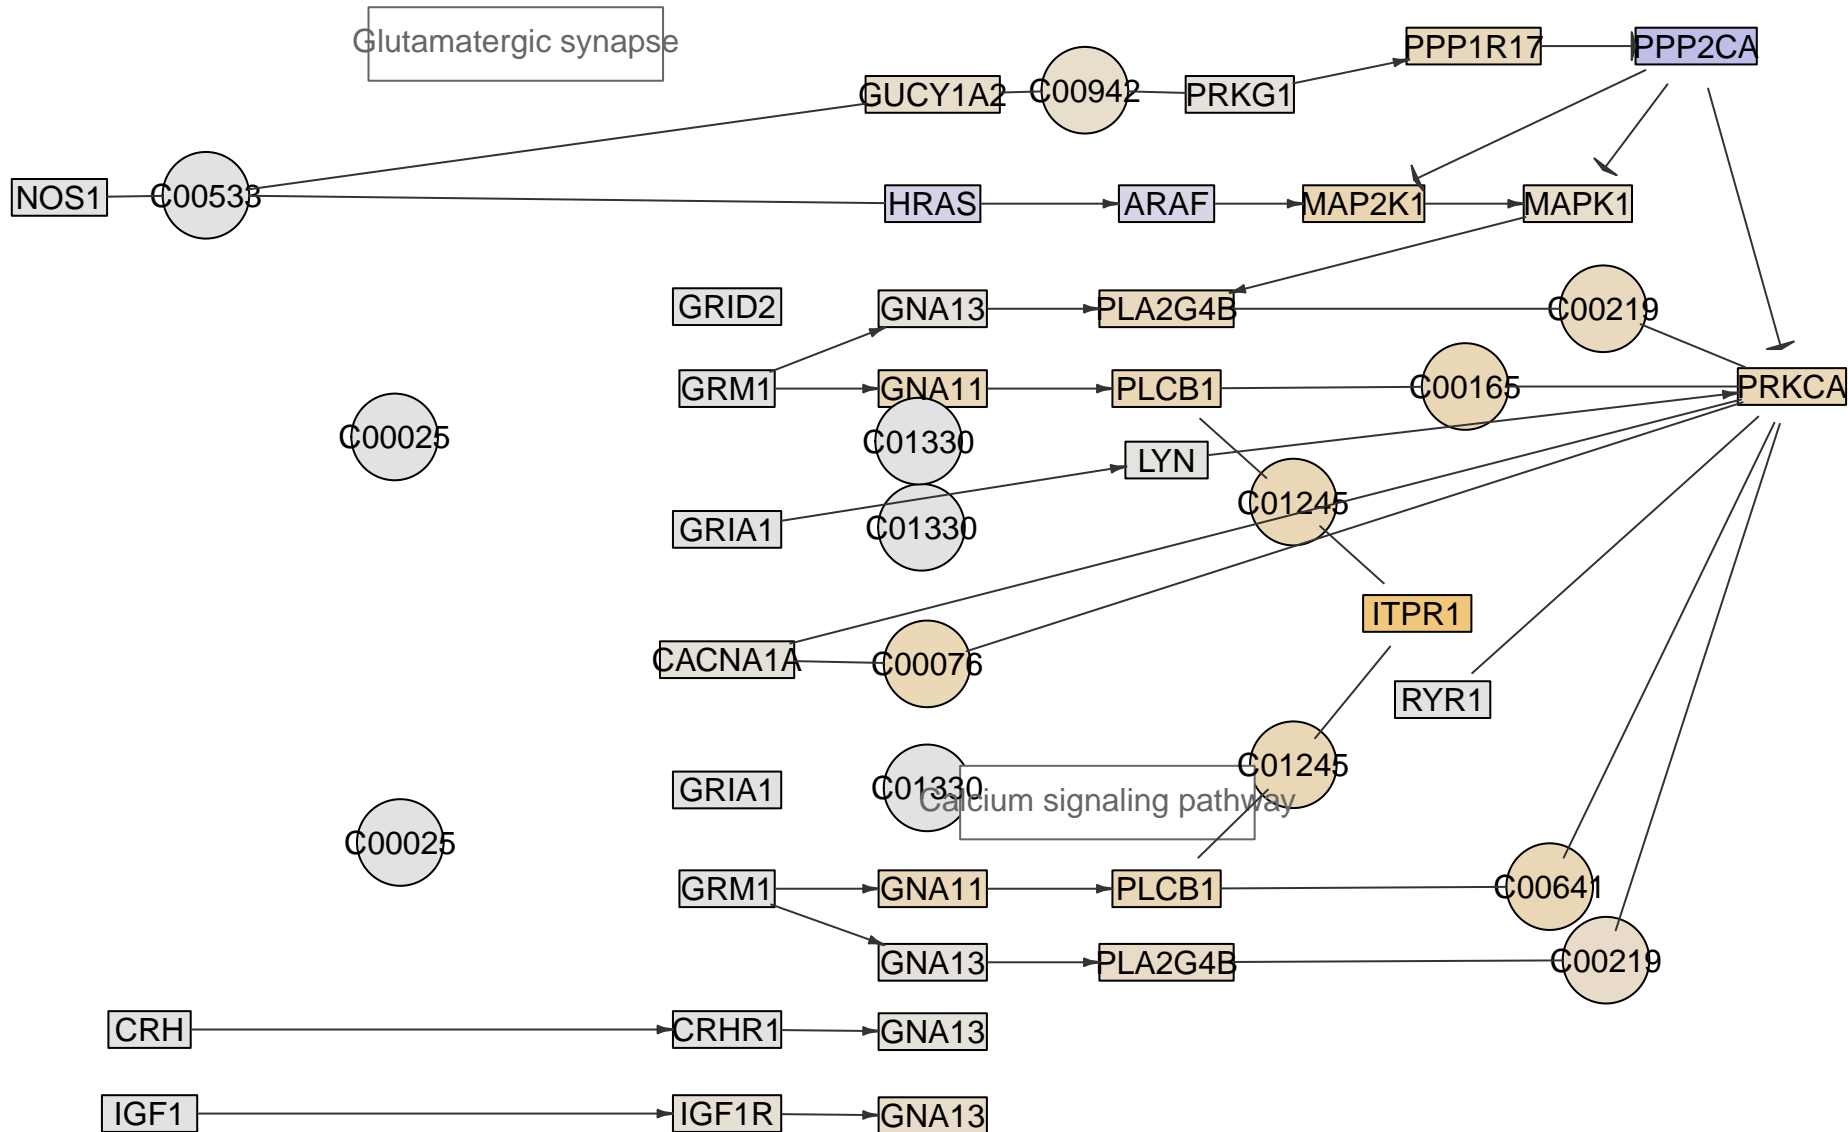 Glutamatergic synapse
PPP1R17
PPP2CA
GUCY1A2
C00942
PRKG1
NOS1
C00533
HRAS
ARAF
MAP2K1
MAPK1
GRID2
GNA13
PLA2G4B
C00219
GRM1
GNA11
PLCB1
C00165
PRKCA
C00025
C01330
LYN
GRIA1
C01330
C01245
ITPR1
CACNA1A
C00076
RYR1
GRIA1
C01330
C01245
Calcium signaling pathway
C00025
GRM1
GNA11
PLCB1
C00641
GNA13
PLA2G4B
C00219
CRH
CRHR1
GNA13
IGF1
IGF1R
GNA13